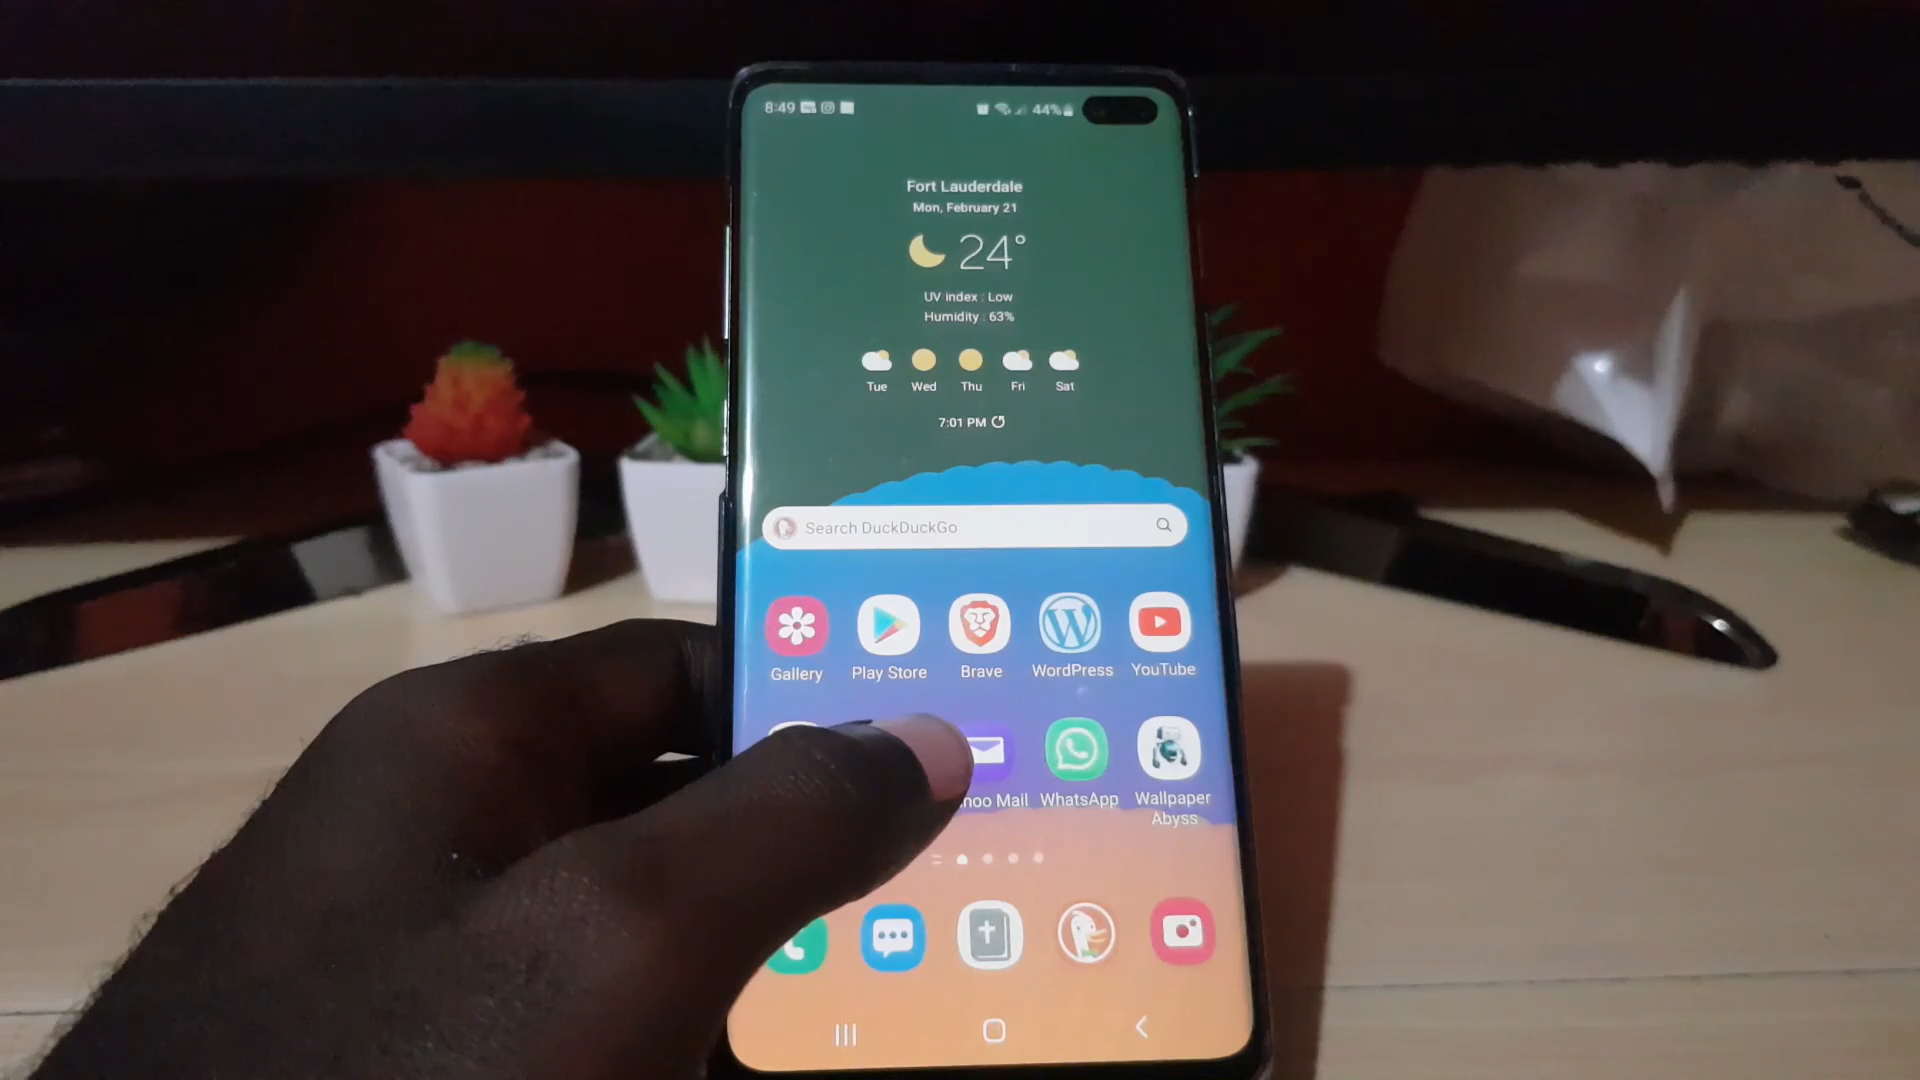 8:49
44%
Fort Lauderdale
Mon, February 21
24°
UV index : Low
Humidity : 63%
Tue Wed Thu Fri Sat
7:01 PM
Search DuckDuckGo
Gallery Play Store Brave WordPress YouTube
Mail WhatsApp Wallpaper
Abyss